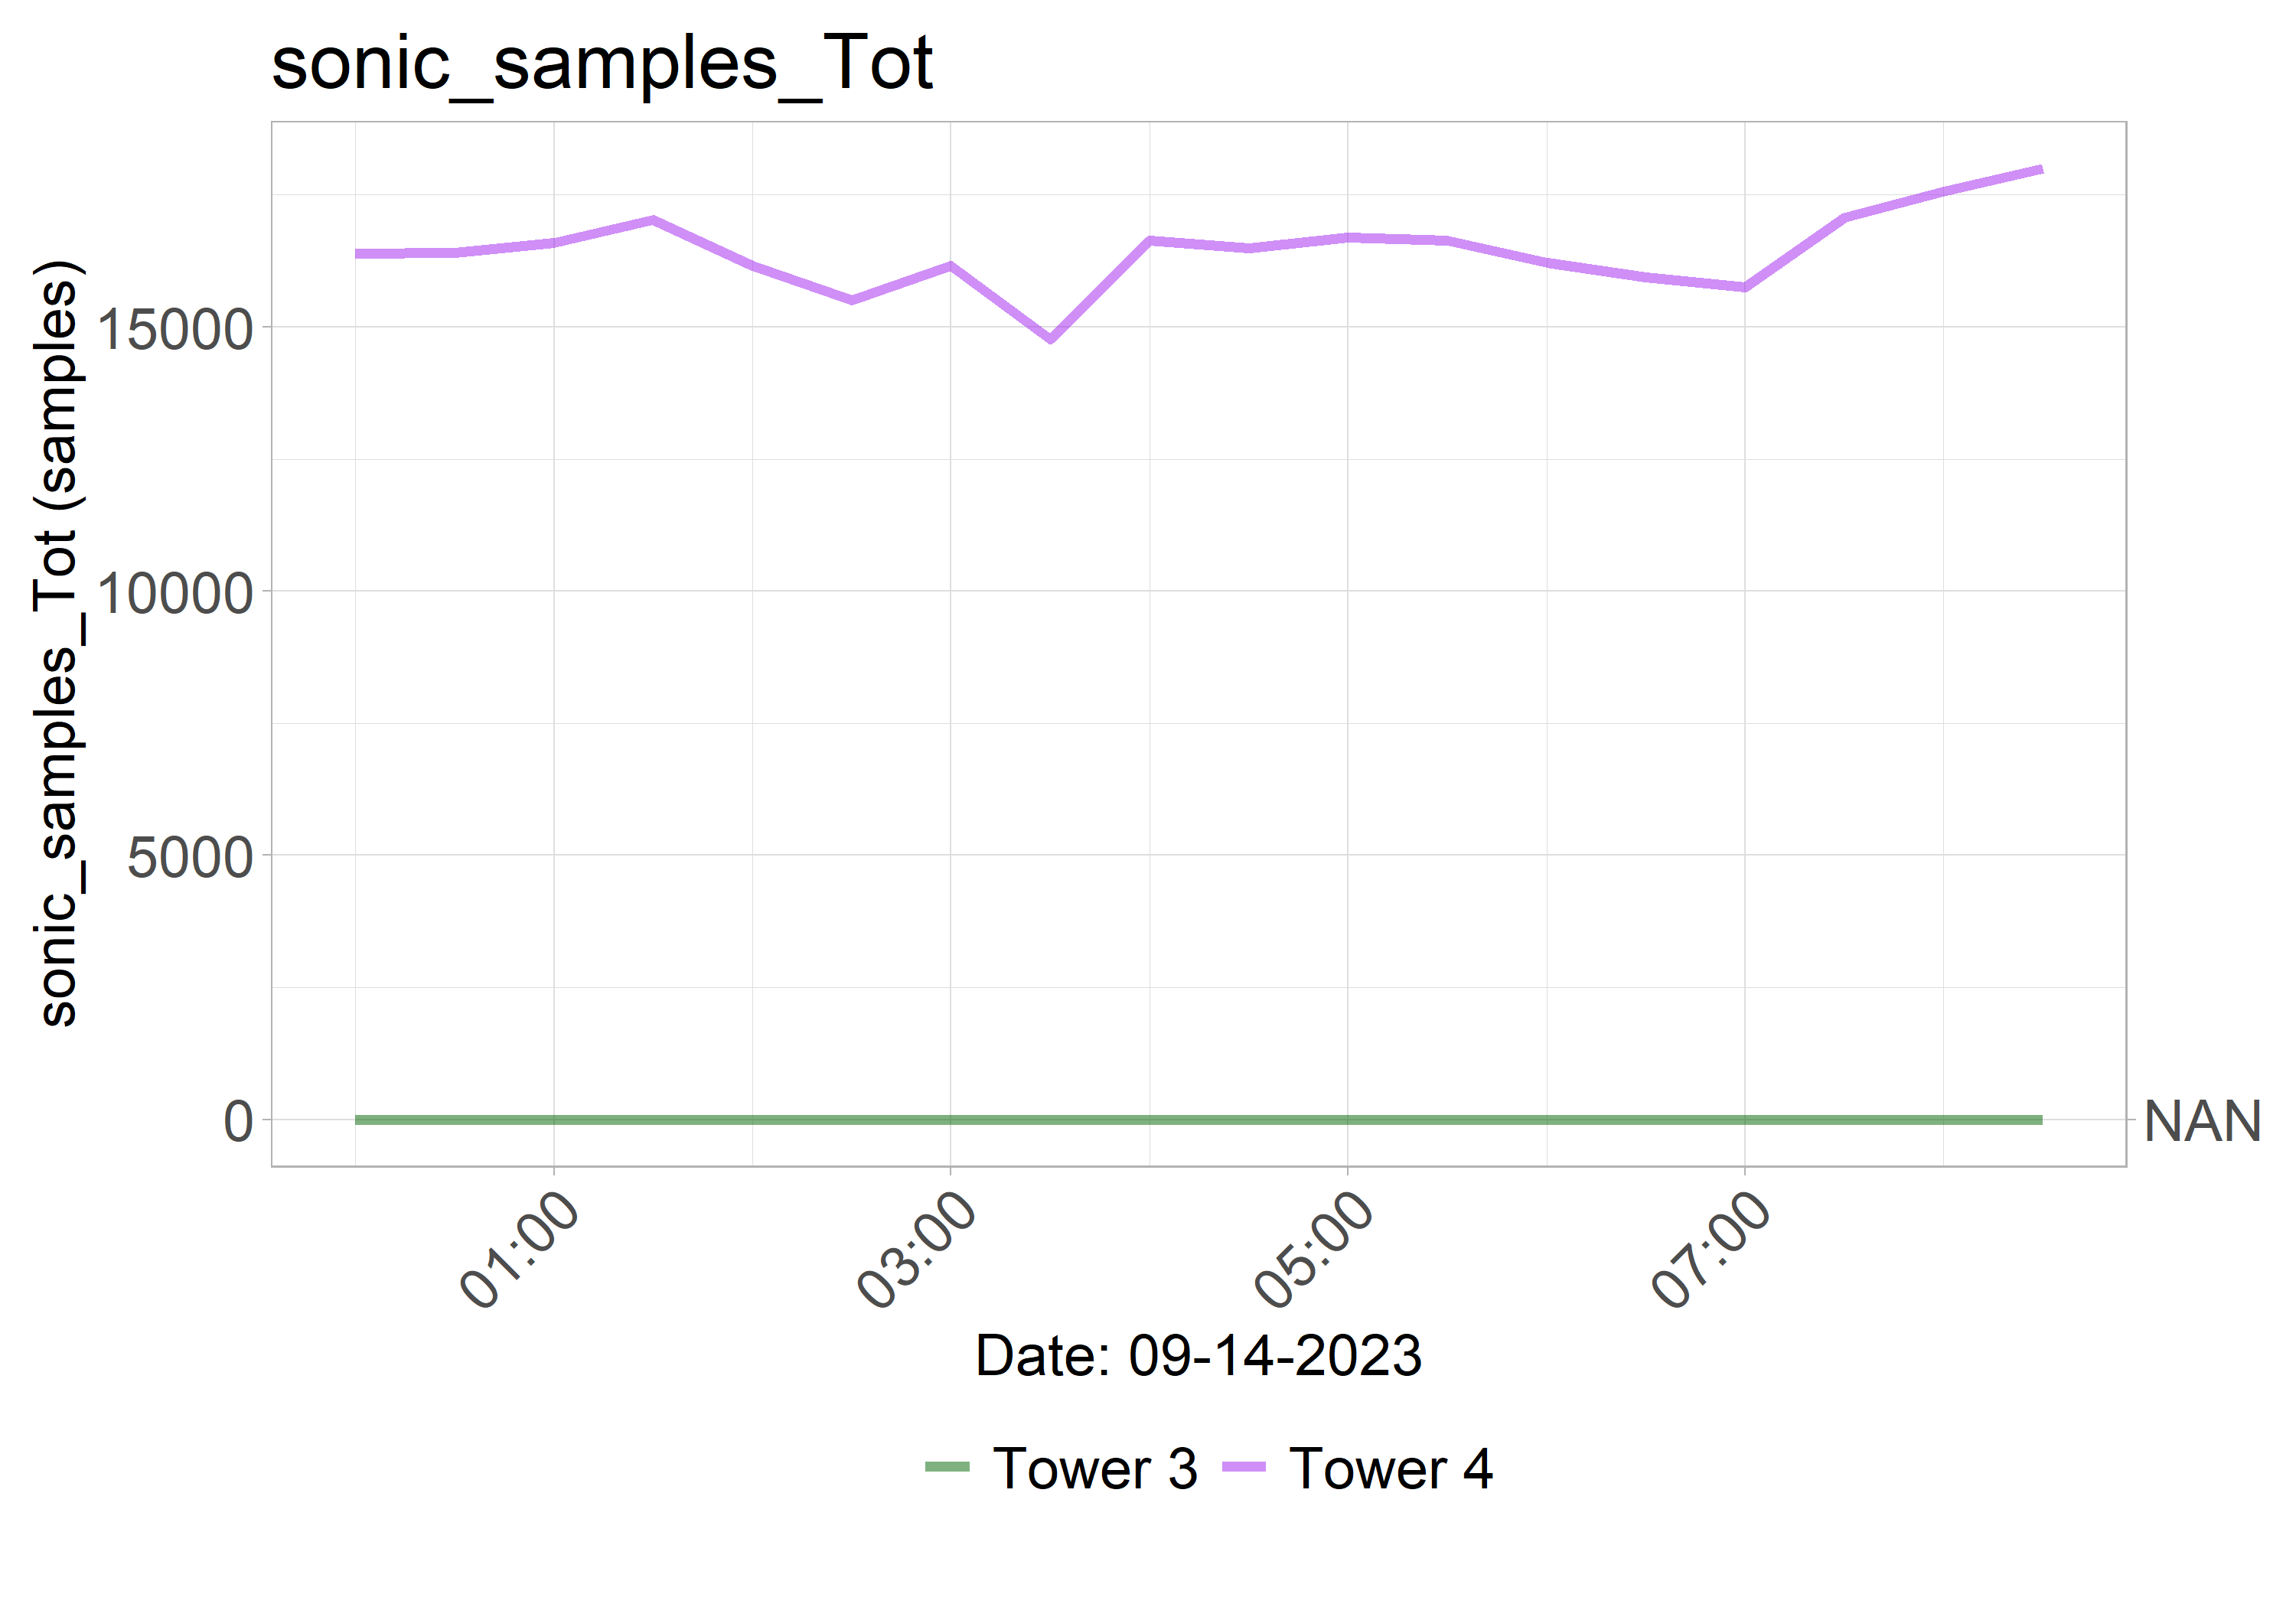 sonic_samples_Tot
sonic_samples_Tot (samples)
15000
10000
5000
0
NAN
01:00
03:00
05:00
07:00
Date: 09-14-2023
Tower 3
Tower 4